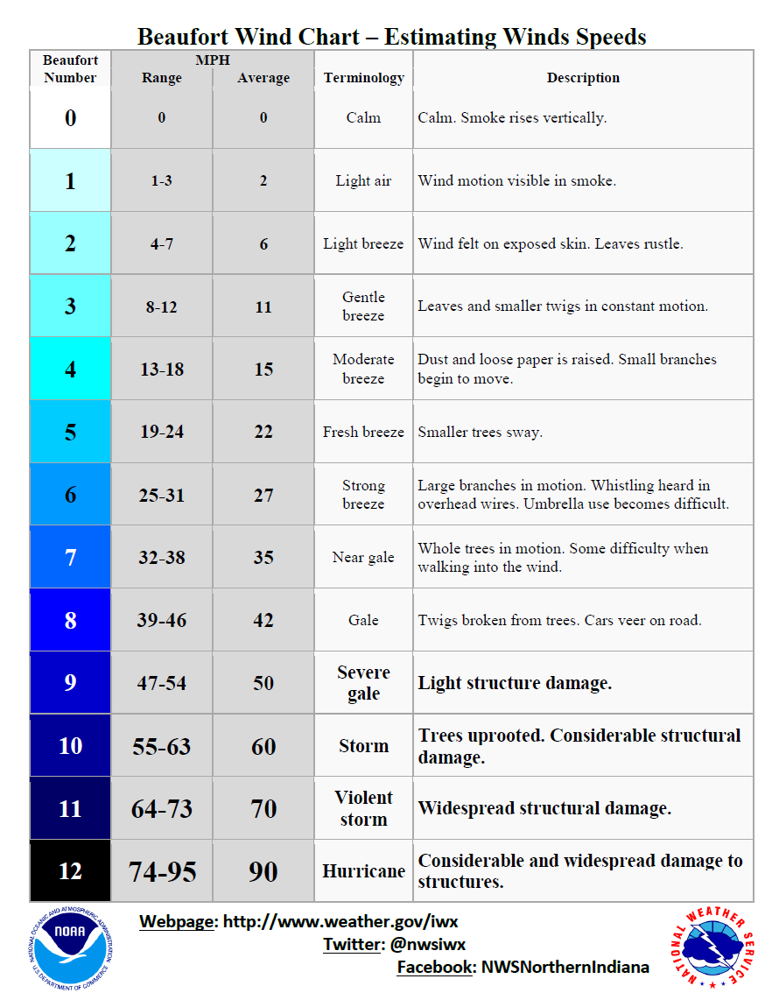 Beaufort Wind Chart – Estimating Winds Speeds
Beaufort Number MPH Range Average Terminology Description
0 0 0 Calm Calm. Smoke rises vertically.
1 1-3 2 Light air Wind motion visible in smoke.
2 4-7 6 Light breeze Wind felt on exposed skin. Leaves rustle.
3 8-12 11 Gentle breeze Leaves and smaller twigs in constant motion.
4 13-18 15 Moderate breeze Dust and loose paper is raised. Small branches
begin to move.
5 19-24 22 Fresh breeze Smaller trees sway.
6 25-31 27 Strong breeze Large branches in motion. Whistling heard in
overhead wires. Umbrella use becomes difficult.
7 32-38 35 Near gale Whole trees in motion. Some difficulty when
walking into the wind.
8 39-46 42 Gale Twigs broken from trees. Cars veer on road.
9 47-54 50 Severe gale Light structure damage.
10 55-63 60 Storm Trees uprooted. Considerable structural
damage.
11 64-73 70 Violent storm Widespread structural damage.
12 74-95 90 Hurricane Considerable and widespread damage to
structures.
Webpage: http://www.weather.gov/iwx
Twitter: @nwsiwx
Facebook: NWSNorthernIndiana
NATIONAL OCEANIC AND ATMOSPHERIC ADMINISTRATION
NOAA
U.S. DEPARTMENT OF COMMERCE
NATIONAL WEATHER SERVICE